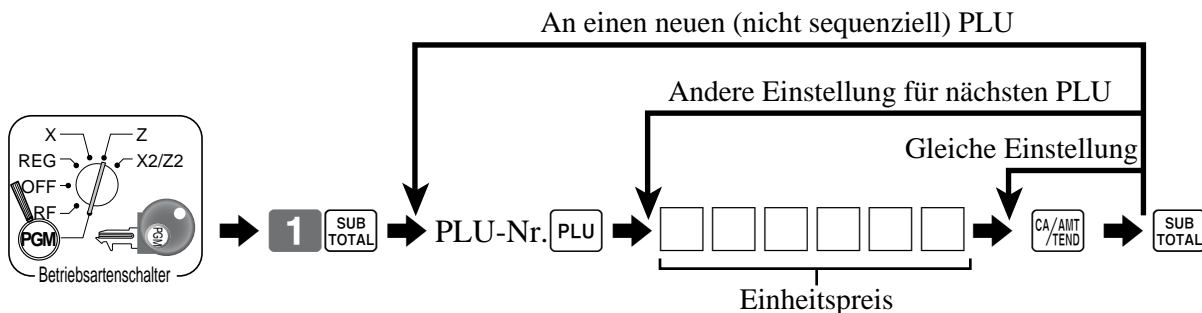 An einen neuen (nicht sequenziell) PLU
Andere Einstellung für nächsten PLU
Gleiche Einstellung
X Z
REG X2/Z2
OFF
RF
PGM PGM
Betriebsartenschalter
1 SUB TOTAL PLU-Nr. PLU CA/AMT /TEND SUB TOTAL
Einheitspreis